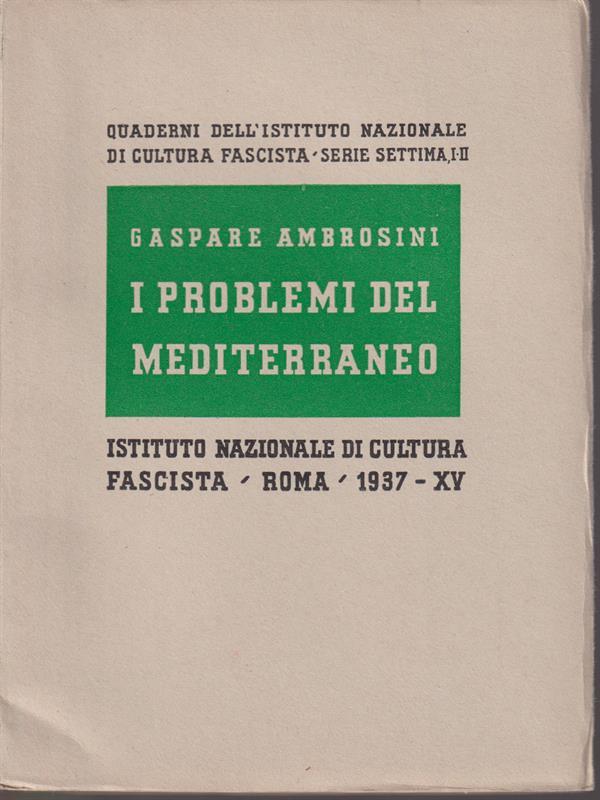 QUADERNI DELL'ISTITUTO NAZIONALE
DI CULTURA FASCISTA - SERIE SETTIMA, I-II
GASPARE AMBROSINI
I PROBLEMI DEL
MEDITERRANEO
ISTITUTO NAZIONALE DI CULTURA
FASCISTA - ROMA - 1937 - XV